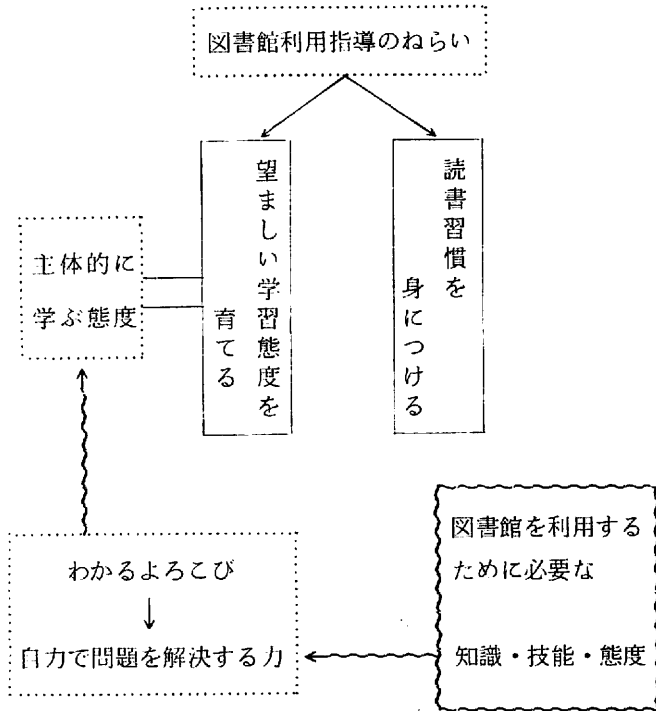 図書館利用指導のねらい
読書習慣を
身につける
望ましい学習態度を
育てる
主体的に
学ぶ態度
わかるよろこび
自力で問題を解決する力
図書館を利用する
ために必要な
知識・技能・態度